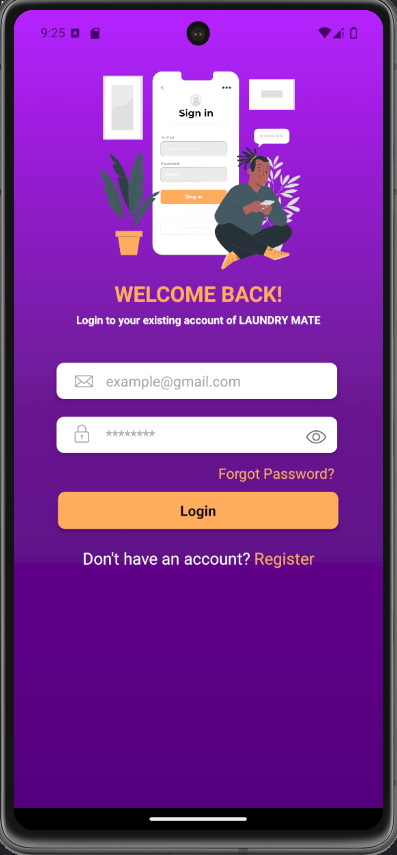 9:25
Sign in
Sing in
WELCOME BACK!
Login to your existing account of LAUNDRY MATE
example@gmail.com
********
Forgot Password?
Login
Don't have an account? Register